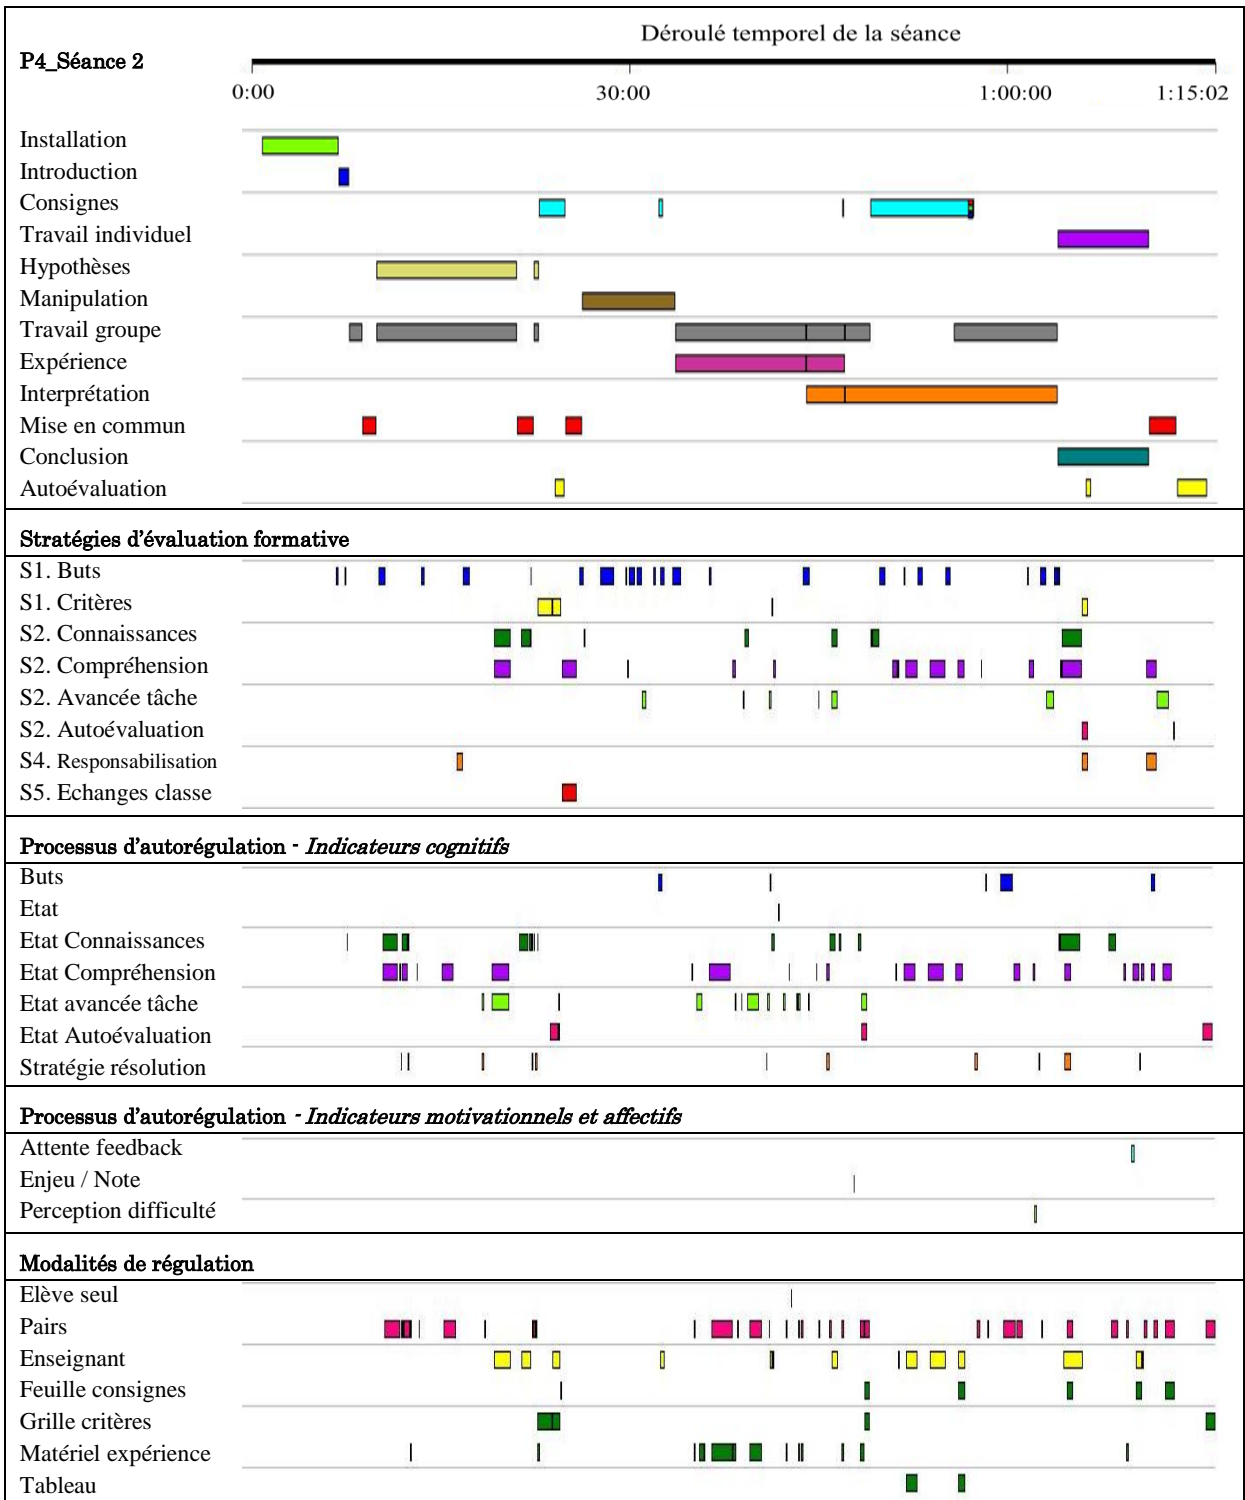 Déroulé temporel de la séance
P4_Séance 2
0:00 30:00 1:00:00 1:15:02
Installation
Introduction
Consignes
Travail individuel
Hypothèses
Manipulation
Travail groupe
Expérience
Interprétation
Mise en commun
Conclusion
Autoévaluation
Stratégies d'évaluation formative
S1. Buts
S1. Critères
S2. Connaissances
S2. Compréhension
S2. Avancée tâche
S2. Autoévaluation
S4. Responsabilisation
S5. Echanges classe
Processus d'autorégulation - Indicateurs cognitifs
Buts
Etat
Etat Connaissances
Etat Compréhension
Etat avancée tâche
Etat Autoévaluation
Stratégie résolution
Processus d'autorégulation - Indicateurs motivationnels et affectifs
Attente feedback
Enjeu / Note
Perception difficulté
Modalités de régulation
Elève seul
Pairs
Enseignant
Feuille consignes
Grille critères
Matériel expérience
Tableau